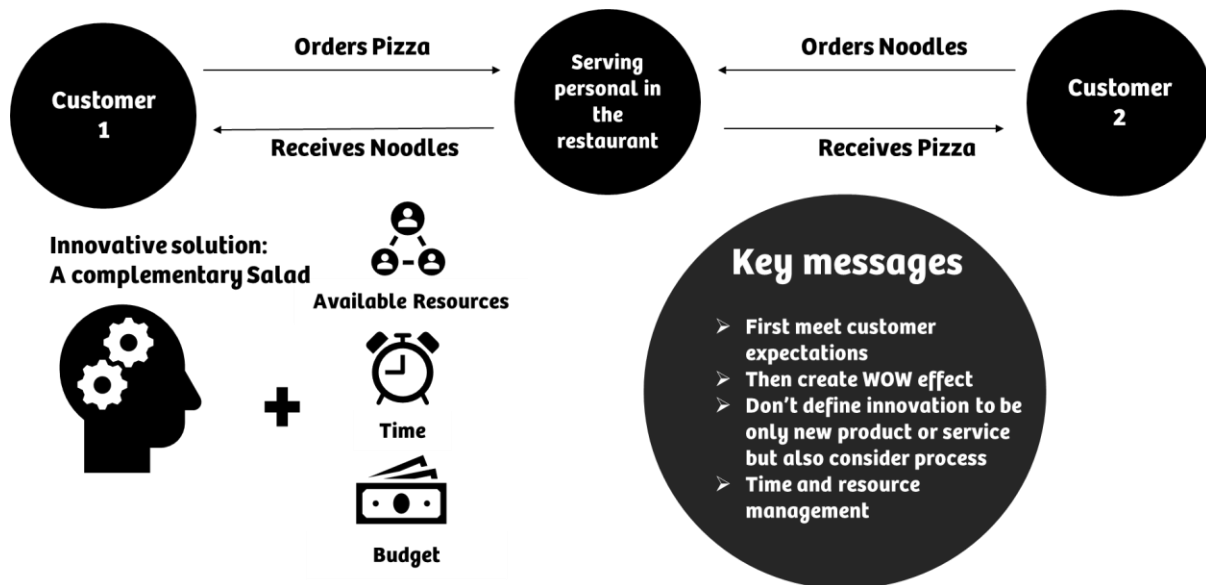 Orders Pizza
Orders Noodles
Customer
1
Serving
personal in
the
restaurant
Customer
2
Receives Noodles
Receives Pizza
Innovative solution:
A complementary Salad
Available Resources
Time
Budget
Key messages
➢ First meet customer
expectations
➢ Then create WOW effect
➢ Don't define innovation to be
only new product or service
but also consider process
➢ Time and resource
management